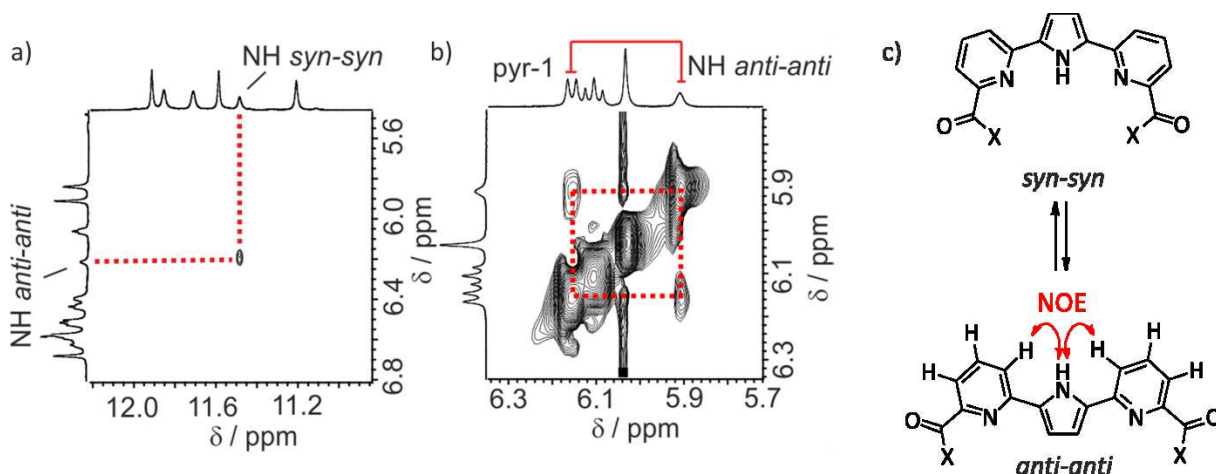 a)
NH syn-syn
5.6
6.0
6.4
6.8
δ / ppm
NH anti-anti
12.0 11.6 11.2
δ / ppm
b)
pyr-1
NH anti-anti
5.9
6.1
6.3
δ / ppm
6.3 6.1 5.9 5.7
δ / ppm
c)
N
H
N
N
O
X
X
O
syn-syn
NOE
H
H
H
H
H
H
H
N
N
N
O
X
X
O
anti-anti